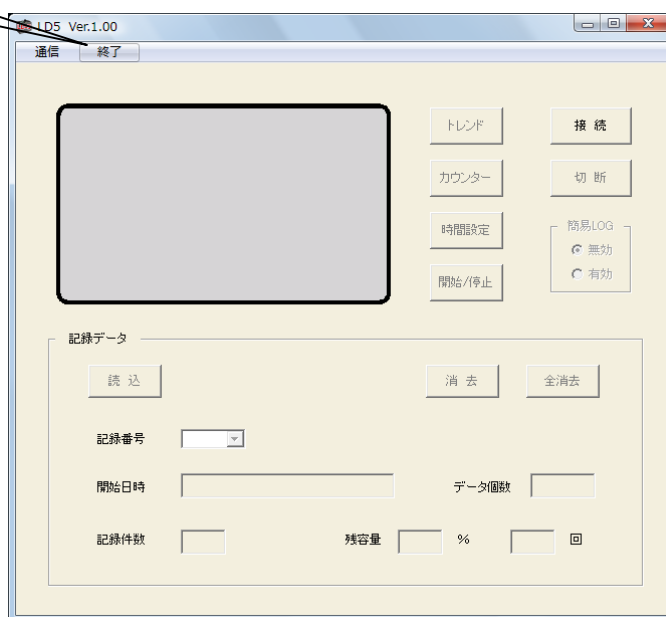 LD5 Ver.1.00
通信 終了
トレンド 接 続
カウンター 切 断
時間設定 簡易LOG
無効
開始/停止 有効
記録データ
読 込 消 去 全消去
記録番号
開始日時 データ個数
記録件数 残容量 % 回